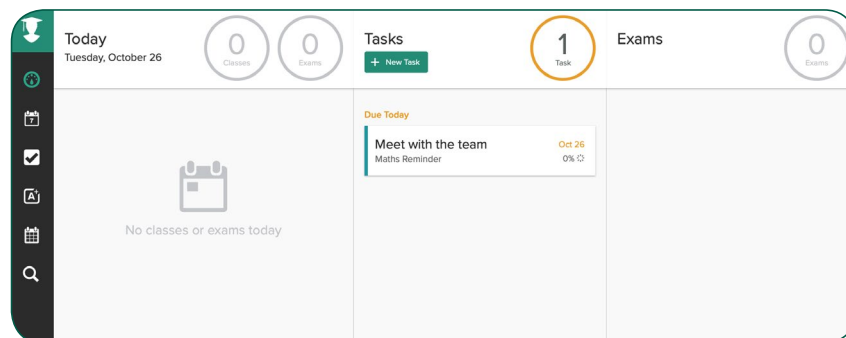 Today
Tuesday, October 26
0
Classes
0
Exams
Tasks
+ New Task
1
Task
Exams
0
Exams
7
A+
No classes or exams today
Due Today
Meet with the team
Oct 26
Maths Reminder
0%